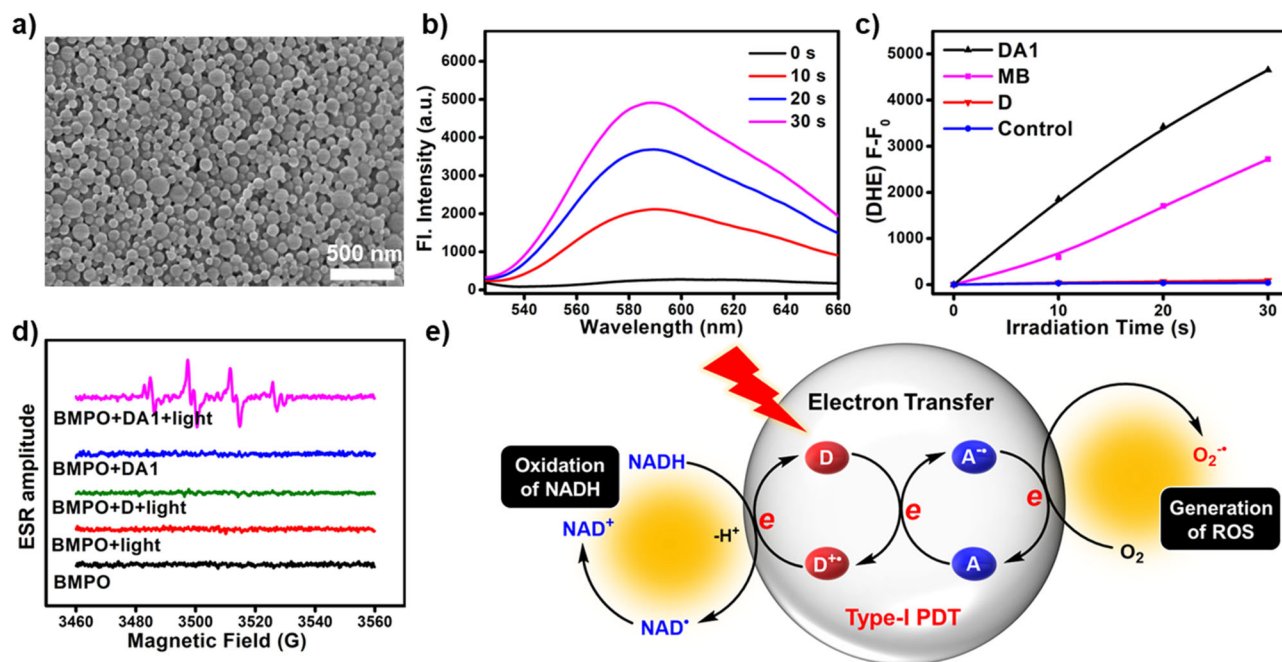 a)
500 nm
b)
Fl. Intensity (a.u.)
6000
5000
4000
3000
2000
1000
0
0 s
10 s
20 s
30 s
540 560 580 600 620 640 660
Wavelength (nm)
c)
(DHE) F-F0
5000
4000
3000
2000
1000
0
DA1
MB
D
Control
0 10 20 30
Irradiation Time (s)
d)
ESR amplitude
BMPO+DA1+light
BMPO+DA1
BMPO+D+light
BMPO+light
BMPO
3460 3480 3500 3520 3540 3560
Magnetic Field (G)
e)
Electron Transfer
Oxidation
of NADH
NADH
NAD+
-H+
NAD•
e
D
D+•
e
A-•
A
e
O2-•
Generation
of ROS
O2
Type-I PDT